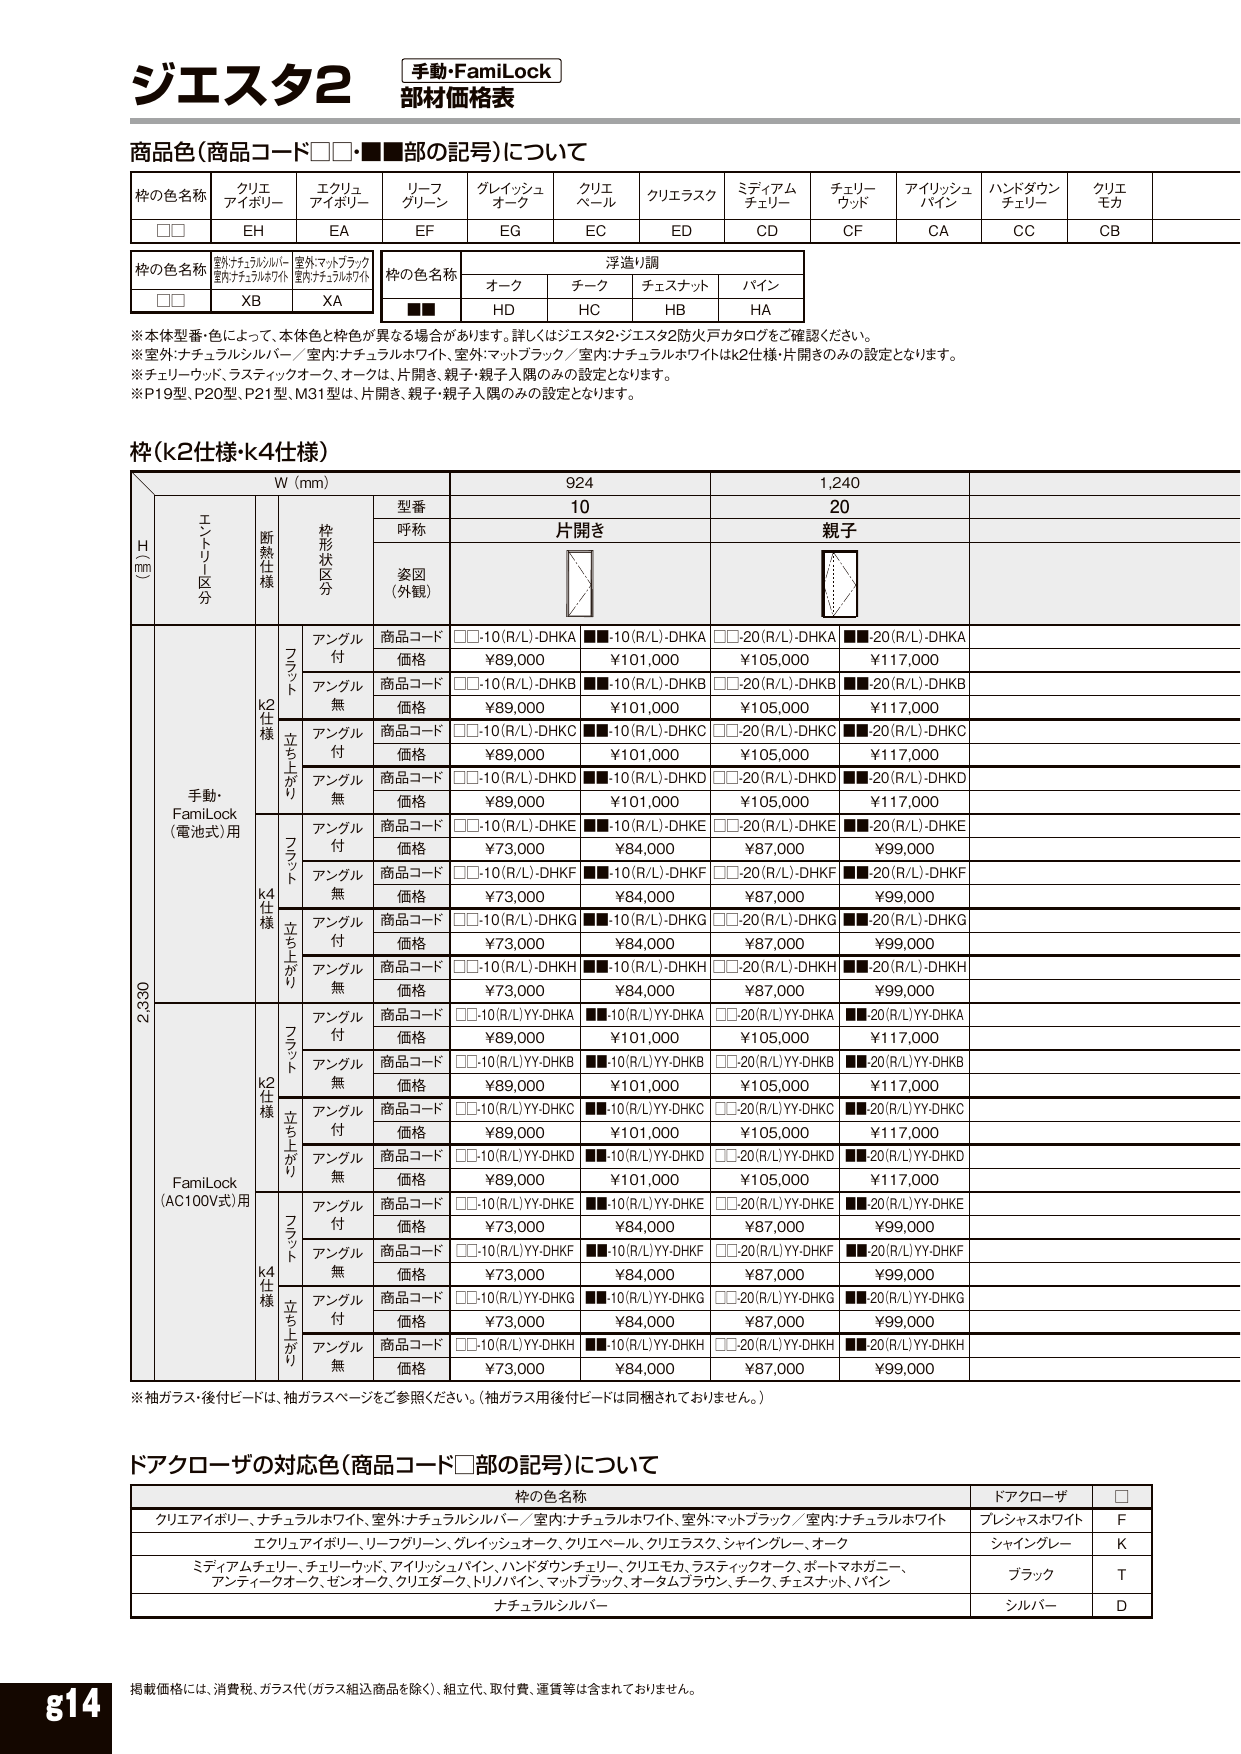 ジエスタ2 手動・FamiLock
部材価格表
商品色（商品コード□□・■■部の記号）について
枠の色名称 クリエアイボリー エクリュアイボリー リーフグリーン グレイッシュオーク クリエペール クリエラスク ミディアムチェリー チェリーウッド アイリッシュパイン ハンドダウンチェリー クリエモカ
□□ EH EA EF EG EC ED CD CF CA CC CB
枠の色名称 室外:ナチュラルシルバー室内:ナチュラルホワイト 室外:マットブラック室内:ナチュラルホワイト
□□ XB XA
枠の色名称 浮造り調
オーク チーク チェスナット パイン
■■ HD HC HB HA
※本体型番・色によって、本体色と枠色が異なる場合があります。詳しくはジエスタ2・ジエスタ2防火戸カタログをご確認ください。
※室外:ナチュラルシルバー／室内:ナチュラルホワイト、室外:マットブラック／室内:ナチュラルホワイトはk2仕様・片開きのみの設定となります。
※チェリーウッド、ラスティックオーク、オークは、片開き、親子・親子入隅のみの設定となります。
※P19型、P20型、P21型、M31型は、片開き、親子・親子入隅のみの設定となります。
枠（k2仕様・k4仕様）
W（mm） 924 1,240
H（mm） エントリー区分 断熱仕様 枠形状区分 型番 10 20
呼称 片開き 親子
姿図（外観）
2,330
手動・FamiLock（電池式）用
k2仕様
フラット
アングル付 商品コード □□-10（R/L）-DHKA ■■-10（R/L）-DHKA □□-20（R/L）-DHKA ■■-20（R/L）-DHKA
価格 ¥89,000 ¥101,000 ¥105,000 ¥117,000
アングル無 商品コード □□-10（R/L）-DHKB ■■-10（R/L）-DHKB □□-20（R/L）-DHKB ■■-20（R/L）-DHKB
価格 ¥89,000 ¥101,000 ¥105,000 ¥117,000
立ち上がり
アングル付 商品コード □□-10（R/L）-DHKC ■■-10（R/L）-DHKC □□-20（R/L）-DHKC ■■-20（R/L）-DHKC
価格 ¥89,000 ¥101,000 ¥105,000 ¥117,000
アングル無 商品コード □□-10（R/L）-DHKD ■■-10（R/L）-DHKD □□-20（R/L）-DHKD ■■-20（R/L）-DHKD
価格 ¥89,000 ¥101,000 ¥105,000 ¥117,000
k4仕様
フラット
アングル付 商品コード □□-10（R/L）-DHKE ■■-10（R/L）-DHKE □□-20（R/L）-DHKE ■■-20（R/L）-DHKE
価格 ¥73,000 ¥84,000 ¥87,000 ¥99,000
アングル無 商品コード □□-10（R/L）-DHKF ■■-10（R/L）-DHKF □□-20（R/L）-DHKF ■■-20（R/L）-DHKF
価格 ¥73,000 ¥84,000 ¥87,000 ¥99,000
立ち上がり
アングル付 商品コード □□-10（R/L）-DHKG ■■-10（R/L）-DHKG □□-20（R/L）-DHKG ■■-20（R/L）-DHKG
価格 ¥73,000 ¥84,000 ¥87,000 ¥99,000
アングル無 商品コード □□-10（R/L）-DHKH ■■-10（R/L）-DHKH □□-20（R/L）-DHKH ■■-20（R/L）-DHKH
価格 ¥73,000 ¥84,000 ¥87,000 ¥99,000
FamiLock（AC100V式）用
k2仕様
フラット
アングル付 商品コード □□-10（R/L）YY-DHKA ■■-10（R/L）YY-DHKA □□-20（R/L）YY-DHKA ■■-20（R/L）YY-DHKA
価格 ¥89,000 ¥101,000 ¥105,000 ¥117,000
アングル無 商品コード □□-10（R/L）YY-DHKB ■■-10（R/L）YY-DHKB □□-20（R/L）YY-DHKB ■■-20（R/L）YY-DHKB
価格 ¥89,000 ¥101,000 ¥105,000 ¥117,000
立ち上がり
アングル付 商品コード □□-10（R/L）YY-DHKC ■■-10（R/L）YY-DHKC □□-20（R/L）YY-DHKC ■■-20（R/L）YY-DHKC
価格 ¥89,000 ¥101,000 ¥105,000 ¥117,000
アングル無 商品コード □□-10（R/L）YY-DHKD ■■-10（R/L）YY-DHKD □□-20（R/L）YY-DHKD ■■-20（R/L）YY-DHKD
価格 ¥89,000 ¥101,000 ¥105,000 ¥117,000
k4仕様
フラット
アングル付 商品コード □□-10（R/L）YY-DHKE ■■-10（R/L）YY-DHKE □□-20（R/L）YY-DHKE ■■-20（R/L）YY-DHKE
価格 ¥73,000 ¥84,000 ¥87,000 ¥99,000
アングル無 商品コード □□-10（R/L）YY-DHKF ■■-10（R/L）YY-DHKF □□-20（R/L）YY-DHKF ■■-20（R/L）YY-DHKF
価格 ¥73,000 ¥84,000 ¥87,000 ¥99,000
立ち上がり
アングル付 商品コード □□-10（R/L）YY-DHKG ■■-10（R/L）YY-DHKG □□-20（R/L）YY-DHKG ■■-20（R/L）YY-DHKG
価格 ¥73,000 ¥84,000 ¥87,000 ¥99,000
アングル無 商品コード □□-10（R/L）YY-DHKH ■■-10（R/L）YY-DHKH □□-20（R/L）YY-DHKH ■■-20（R/L）YY-DHKH
価格 ¥73,000 ¥84,000 ¥87,000 ¥99,000
※袖ガラス・後付ビードは、袖ガラスページをご参照ください。（袖ガラス用後付ビードは同梱されておりません。）
ドアクローザの対応色（商品コード□部の記号）について
枠の色名称 ドアクローザ □
クリエアイボリー、ナチュラルホワイト、室外:ナチュラルシルバー／室内:ナチュラルホワイト、室外:マットブラック／室内:ナチュラルホワイト プレシャスホワイト F
エクリュアイボリー、リーフグリーン、グレイッシュオーク、クリエペール、クリエラスク、シャイングレー、オーク シャイングレー K
ミディアムチェリー、チェリーウッド、アイリッシュパイン、ハンドダウンチェリー、クリエモカ、ラスティックオーク、ポートマホガニー、
アンティークオーク、ゼンオーク、クリエダーク、トリノパイン、マットブラック、オータムブラウン、チーク、チェスナット、パイン ブラック T
ナチュラルシルバー シルバー D
掲載価格には、消費税、ガラス代（ガラス組込商品を除く）、組立代、取付費、運賃等は含まれておりません。
g14